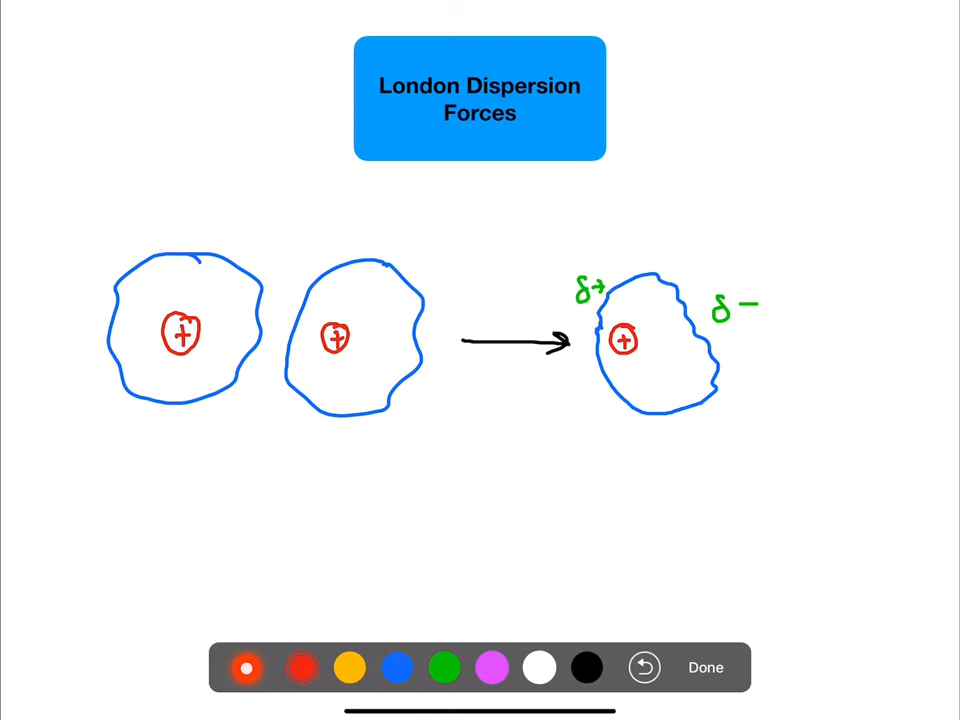 London Dispersion
Forces
δ+
δ −
+
+
+
Done